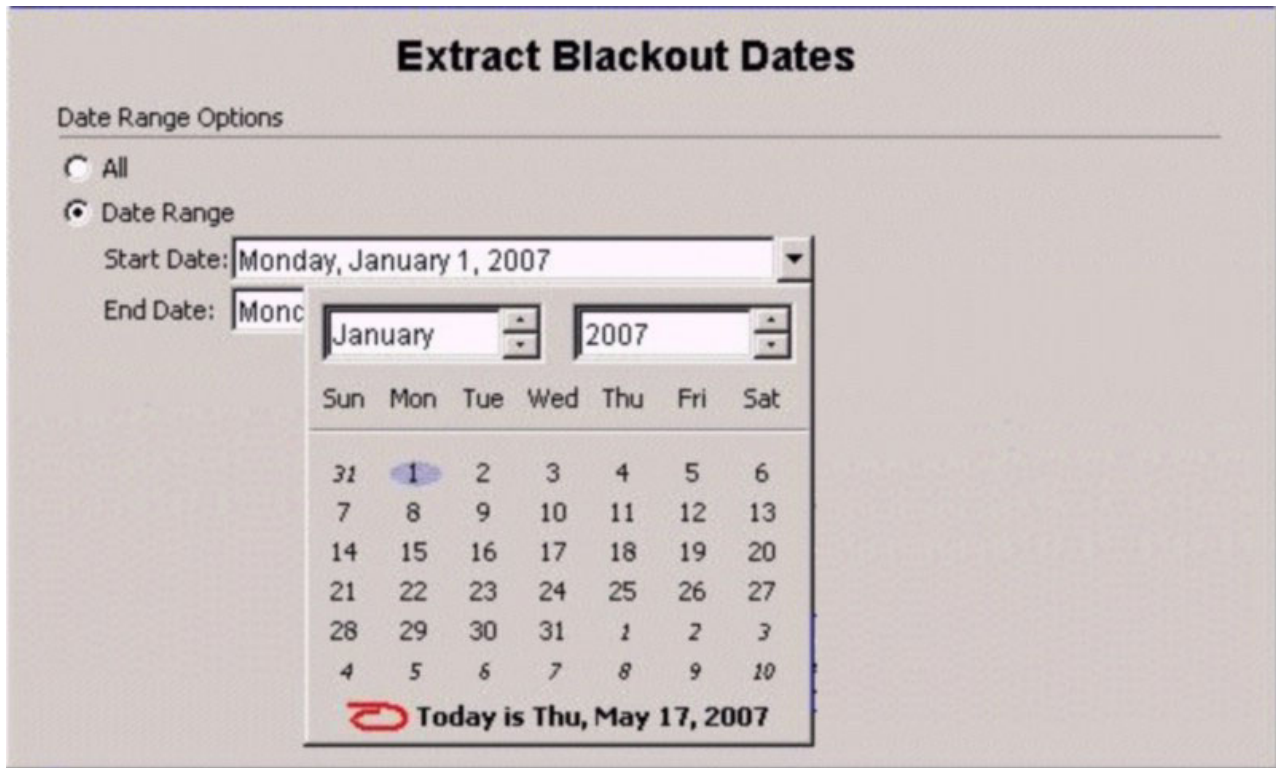 Extract Blackout Dates
Date Range Options
All
Date Range
Start Date: Monday, January 1, 2007
End Date:
January 2007
Sun Mon Tue Wed Thu Fri Sat
31 1 2 3 4 5 6
7 8 9 10 11 12 13
14 15 16 17 18 19 20
21 22 23 24 25 26 27
28 29 30 31 1 2 3
4 5 6 7 8 9 10
Today is Thu, May 17, 2007